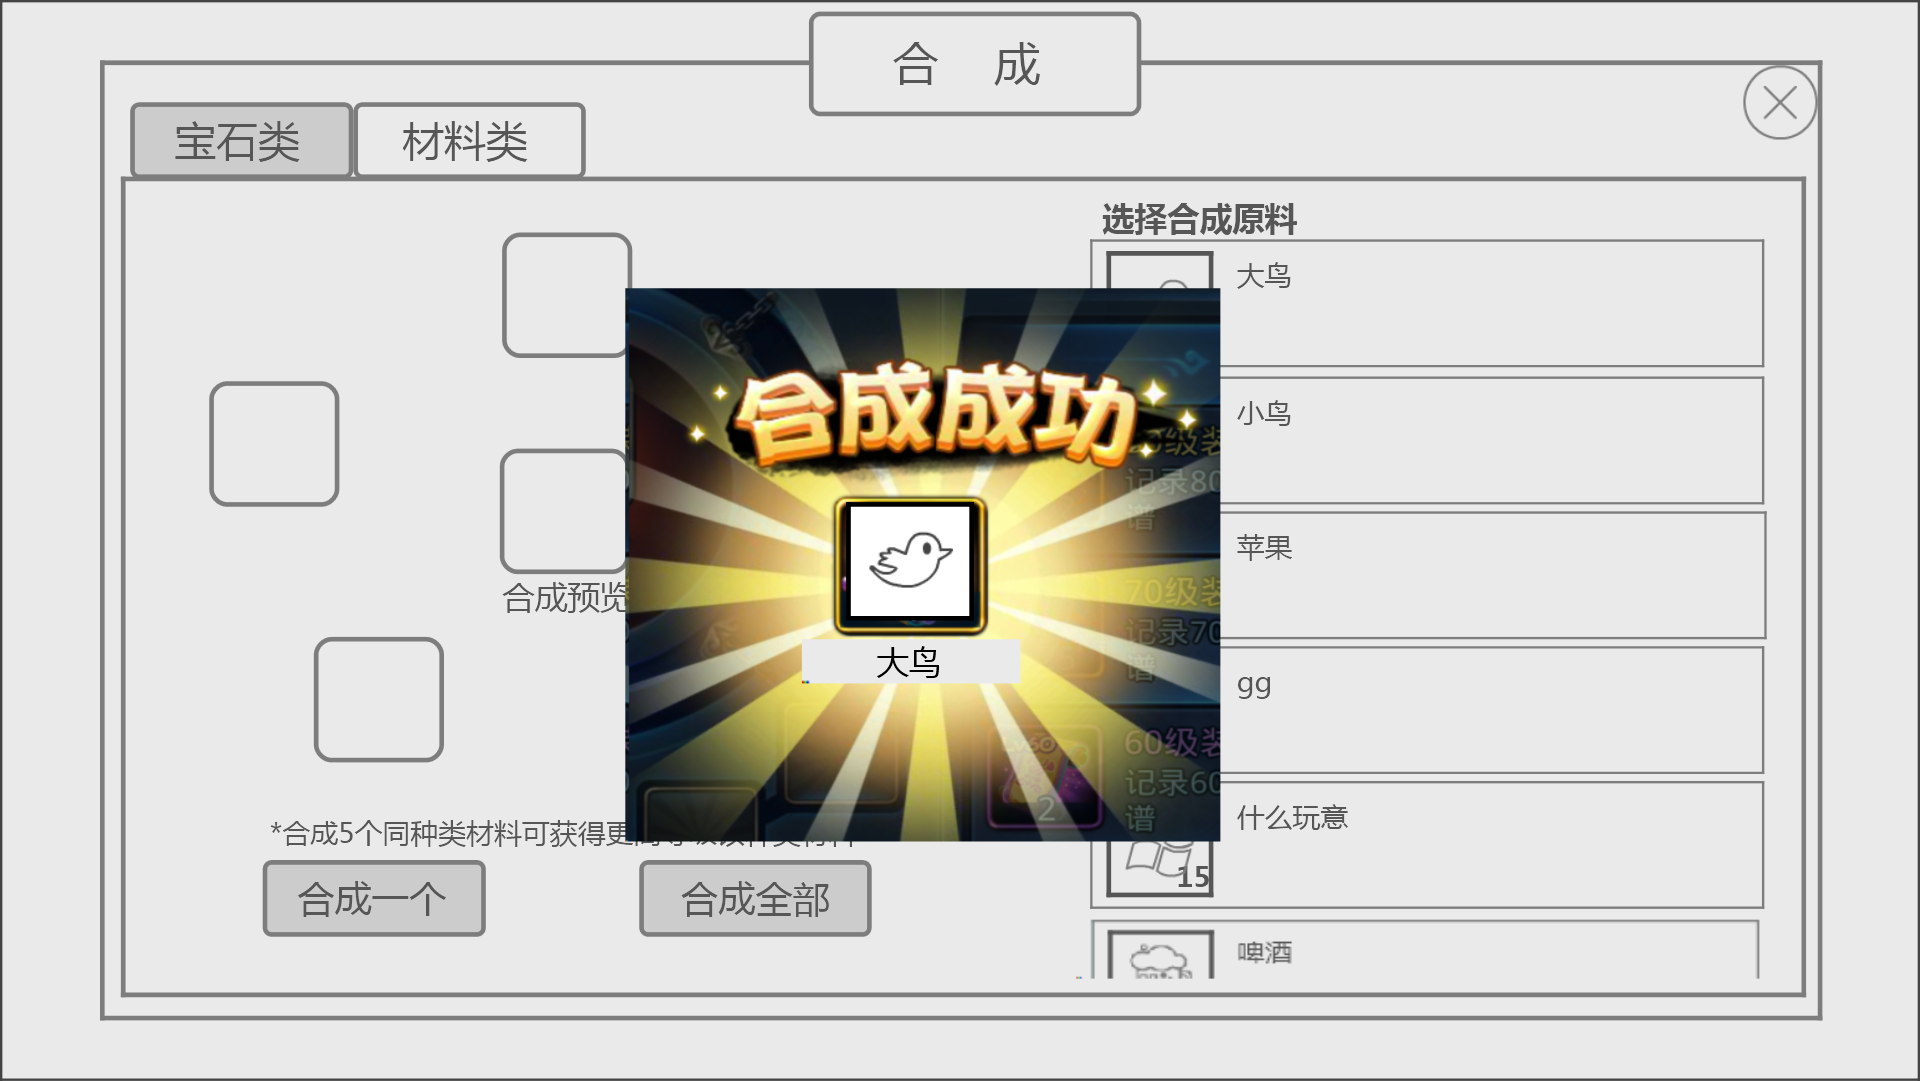 合 成
宝石类
材料类
选择合成原料
大鸟
小鸟
苹果
gg
什么玩意
15
啤酒
合成预览
合成成功
大鸟
级装
记录80
谱
70级装
记录70
谱
60级装
记录60
谱
LV60
2
*合成5个同种类材料可获得更
合成一个
合成全部